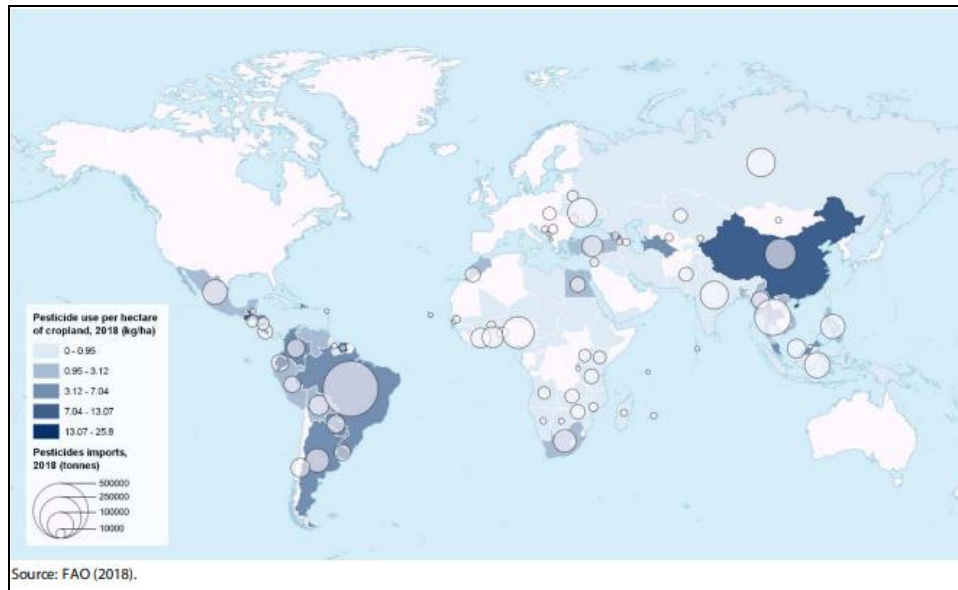 Pesticide use per hectare
of cropland, 2018 (kg/ha)
0 - 0.95
0.95 - 3.12
3.12 - 7.04
7.04 - 13.07
13.07 - 25.8
Pesticides imports,
2018 (tonnes)
500000
250000
100000
10000
Source: FAO (2018).